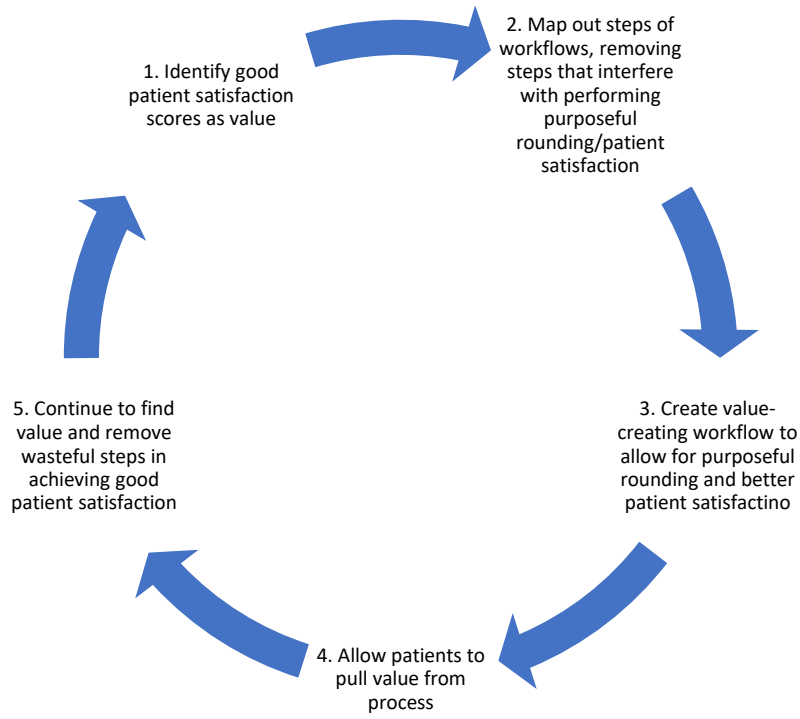 1. Identify good
patient satisfaction
scores as value
2. Map out steps of
workflows, removing
steps that interfere
with performing
purposeful
rounding/patient
satisfaction
3. Create value-
creating workflow to
allow for purposeful
rounding and better
patient satisfactino
4. Allow patients to
pull value from
process
5. Continue to find
value and remove
wasteful steps in
achieving good
patient satisfaction